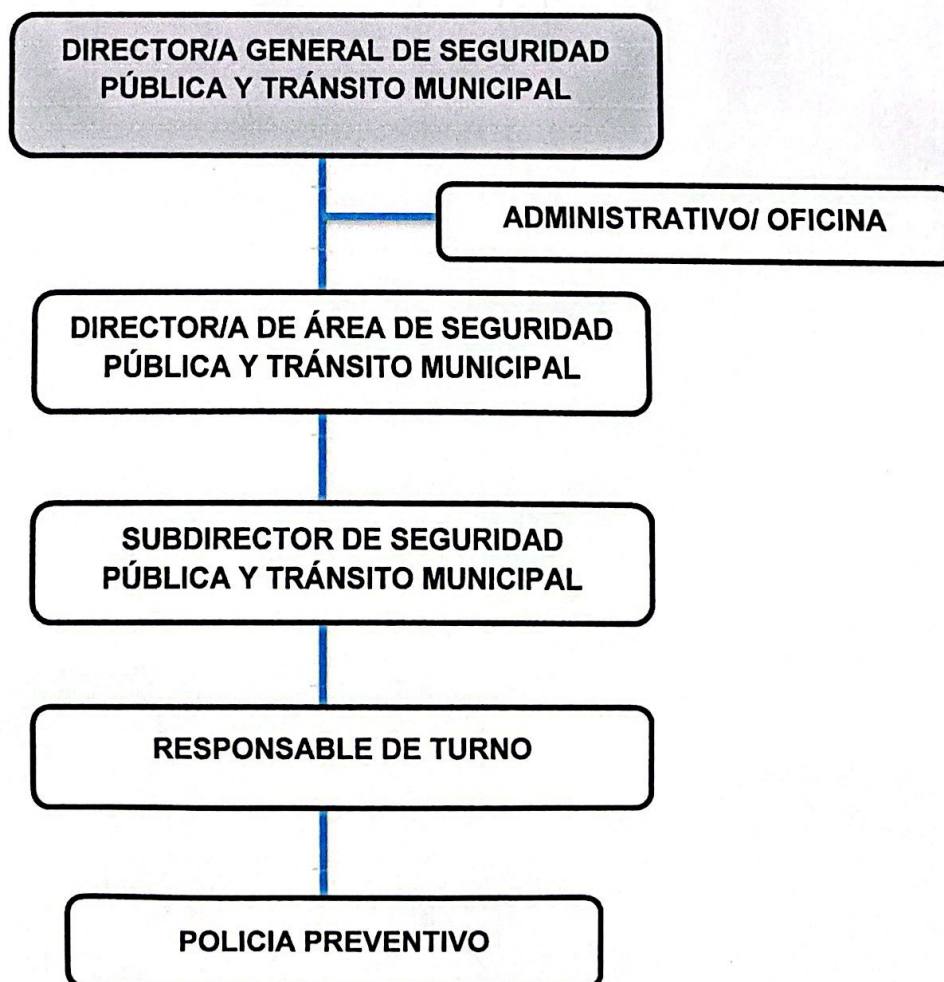 DIRECTOR/A GENERAL DE SEGURIDAD
PÚBLICA Y TRÁNSITO MUNICIPAL
ADMINISTRATIVO/ OFICINA
DIRECTOR/A DE ÁREA DE SEGURIDAD
PÚBLICA Y TRÁNSITO MUNICIPAL
SUBDIRECTOR DE SEGURIDAD
PÚBLICA Y TRÁNSITO MUNICIPAL
RESPONSABLE DE TURNO
POLICIA PREVENTIVO